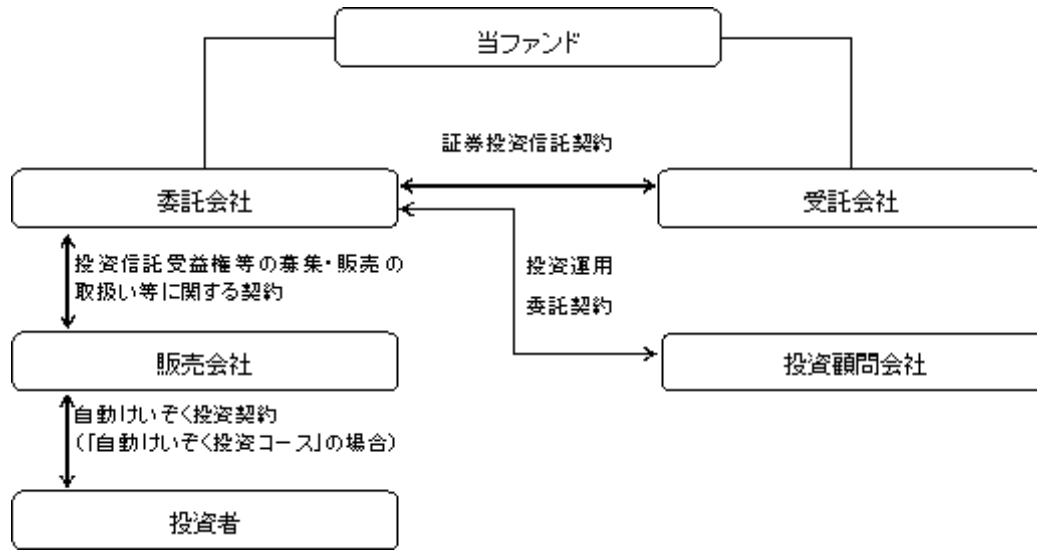 当ファンド
証券投資信託契約
委託会社
受託会社
投資信託受益権等の募集・販売の
取扱い等に関する契約
投資運用
委託契約
販売会社
投資顧問会社
自動けいぞく投資契約
(「自動けいぞく投資コース」の場合)
投資者